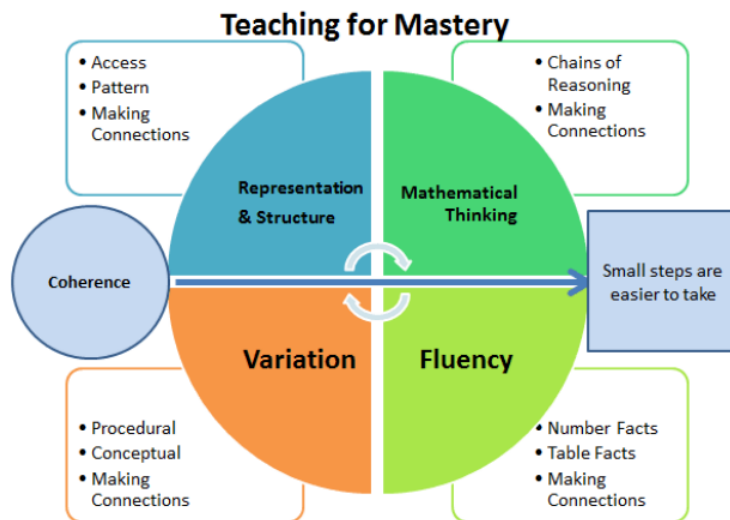 Teaching for Mastery
• Access
• Pattern
• Making
Connections
• Chains of
Reasoning
• Making
Connections
Representation
& Structure
Mathematical
Thinking
Coherence
Small steps are
easier to take
Variation
Fluency
• Procedural
• Conceptual
• Making
Connections
• Number Facts
• Table Facts
• Making
Connections